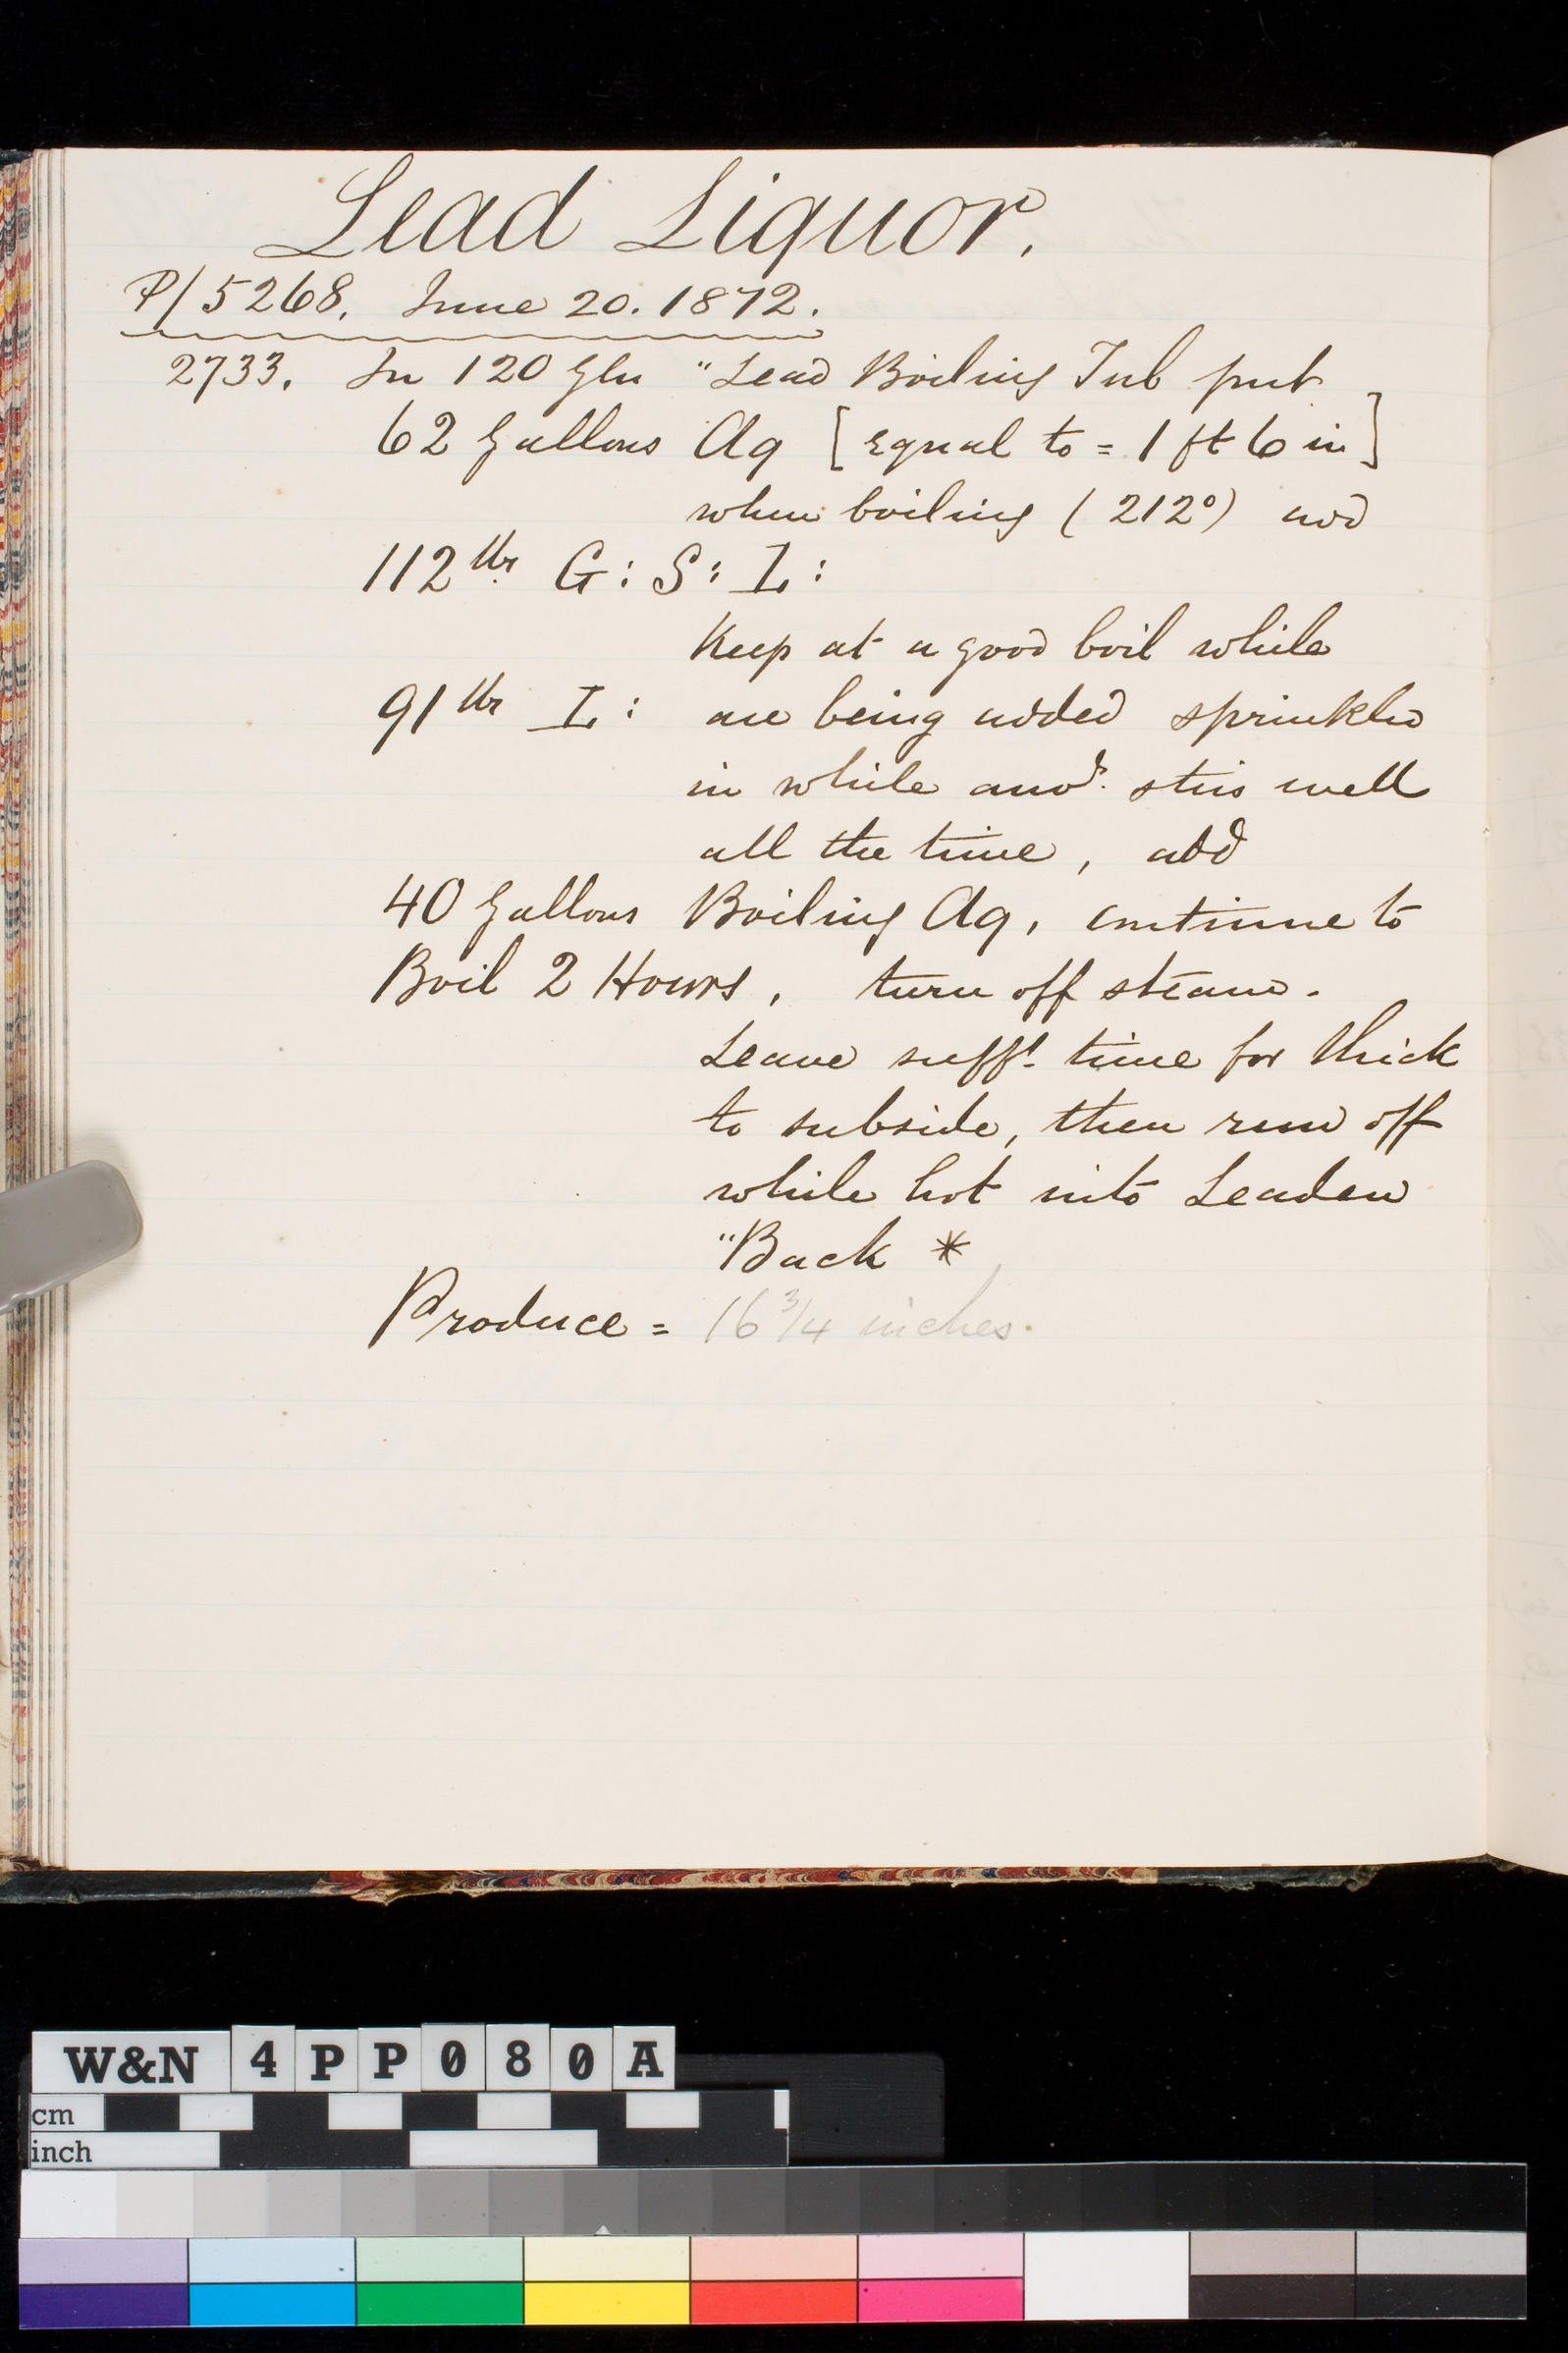 Lead Liquor.
P/5268. June 20. 1872.
2733. In 120 Gln "Lead Boiling Tub put
62 Gallons Aq [equal to = 1 ft 6 in]
when boiling (212°) add
112 lbs G: S: L:
Keep at a good boil while
91 lbs L: are being added sprinkled
in while and stir well
all the time, add
40 Gallons Boiling Aq, continue to
Boil 2 Hours, turn off steam.
Leave sufft. time for thick
to subside, then run off
while hot into Leaden
"Back *
Produce = 16 3/4 inches.
W&N 4PP080A
cm
inch